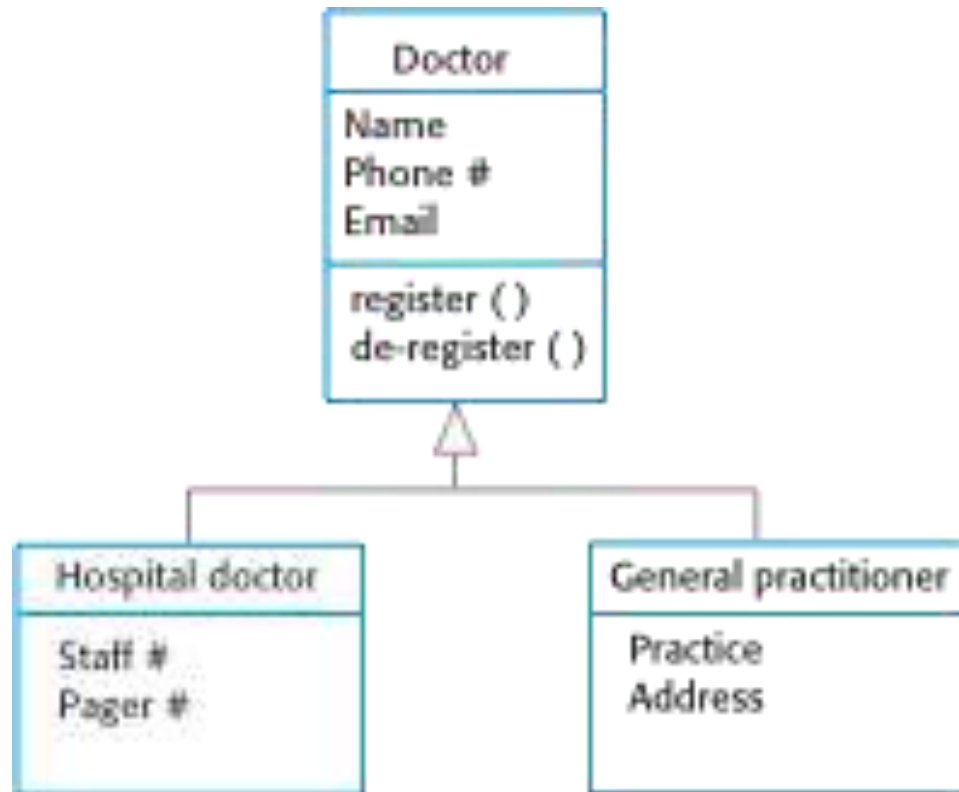 Doctor
Name
Phone #
Email
register ( )
de-register ( )
Hospital doctor
Staff #
Pager #
General practitioner
Practice
Address